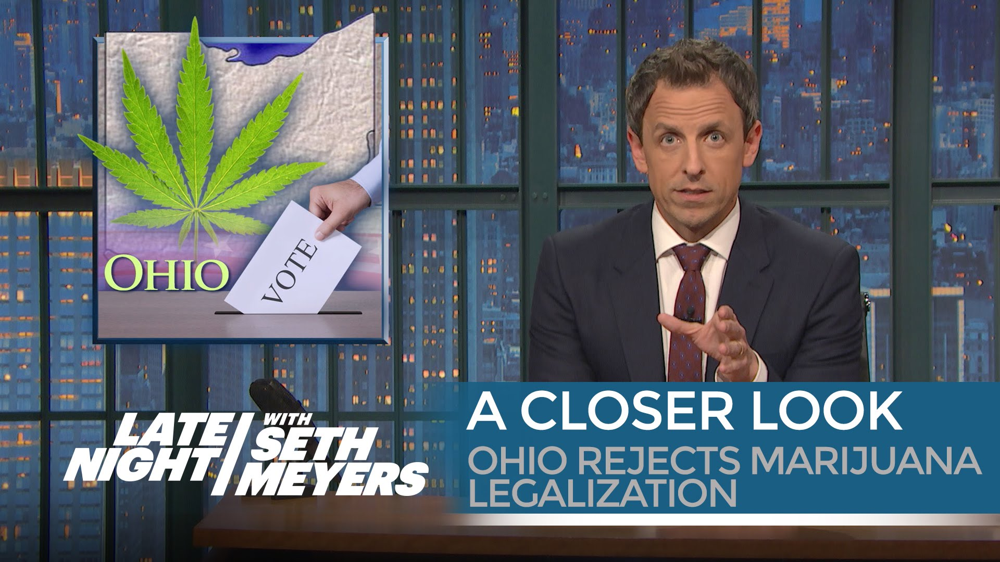 OHIO
VOTE
LATE
NIGHT
WITH
SETH
MEYERS
A CLOSER LOOK
OHIO REJECTS MARIJUANA
LEGALIZATION